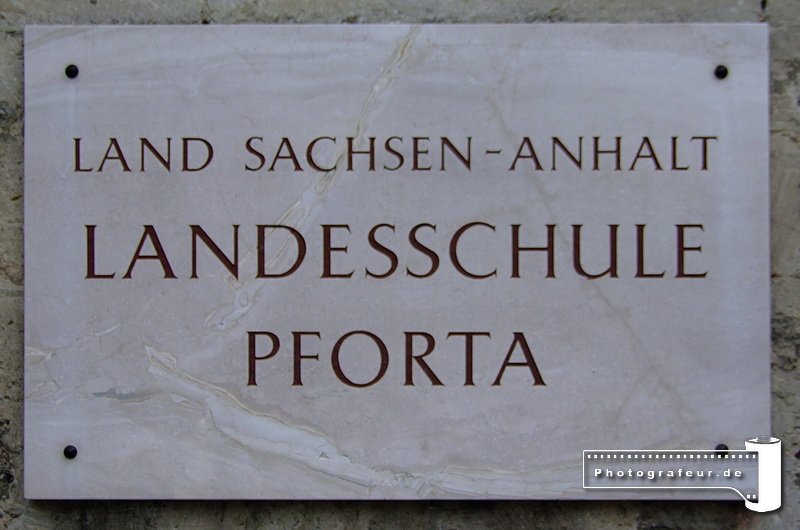 LAND SACHSEN-ANHALT
LANDESSCHULE
PFORTA
Photografeur.de